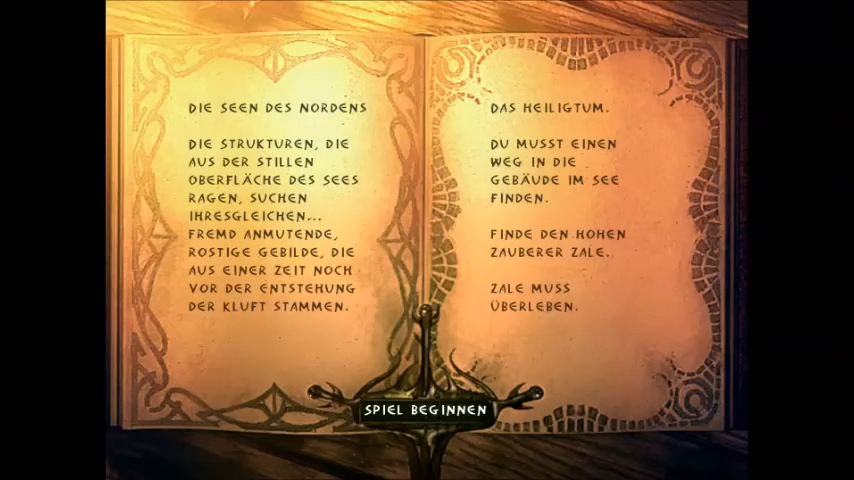 DIE SEEN DES NORDENS
DIE STRUKTUREN, DIE
AUS DER STILLEN
OBERFLÄCHE DES SEES
RAGEN, SUCHEN
IHRESGLEICHEN...
FREMD ANMUTENDE,
ROSTIGE GEBILDE, DIE
AUS EINER ZEIT NOCH
VOR DER ENTSTEHUNG
DER KLUFT STAMMEN.
DAS HEILIGTUM.
DU MUSST EINEN
WEG IN DIE
GEBÄUDE IM SEE
FINDEN.
FINDE DEN HOHEN
ZAUBERER ZALE.
ZALE MUSS
ÜBERLEBEN.
SPIEL BEGINNEN